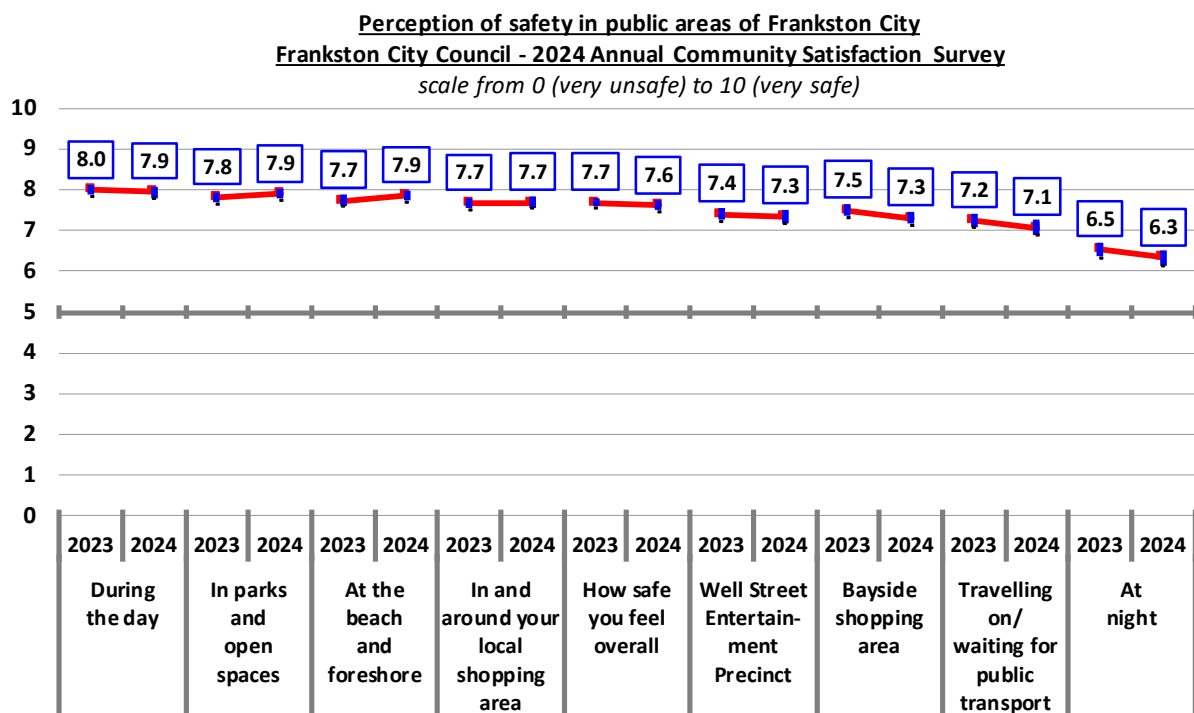 Perception of safety in public areas of Frankston City
Frankston City Council - 2024 Annual Community Satisfaction Survey
scale from 0 (very unsafe) to 10 (very safe)
10
9
8
7
6
5
4
3
2
1
0
8.0 7.9 7.8 7.9 7.7 7.9 7.7 7.7 7.7 7.6 7.4 7.3 7.5 7.3 7.2 7.1 6.5 6.3
2023 2024 2023 2024 2023 2024 2023 2024 2023 2024 2023 2024 2023 2024 2023 2024 2023 2024
During
the day
In parks
and
open
spaces
At the
beach
and
foreshore
In and
around your
local
shopping
area
How safe
you feel
overall
Well Street
Entertain-
ment
Precinct
Bayside
shopping
area
Travelling
on/
waiting for
public
transport
At
night